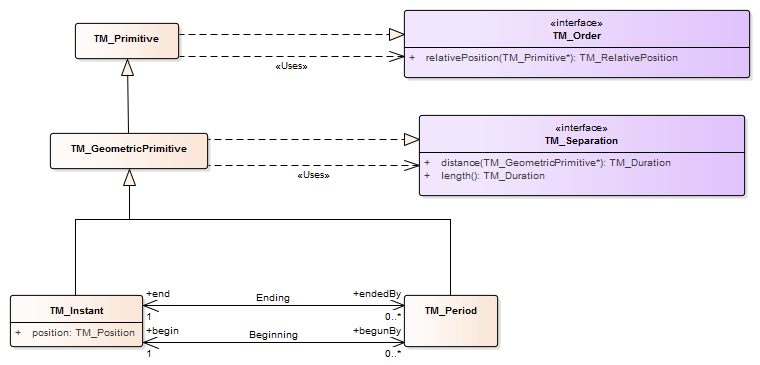 «interface»
TM_Order
TM_Primitive
+ relativePosition(TM_Primitive*): TM_RelativePosition
«Uses»
«interface»
TM_Separation
TM_GeometricPrimitive
+ distance(TM_GeometricPrimitive*): TM_Duration
+ length(): TM_Duration
«Uses»
+end Ending +endedBy
TM_Instant
TM_Period
1 0..*
+ position: TM_Position
+begin Beginning +begunBy
1 0..*